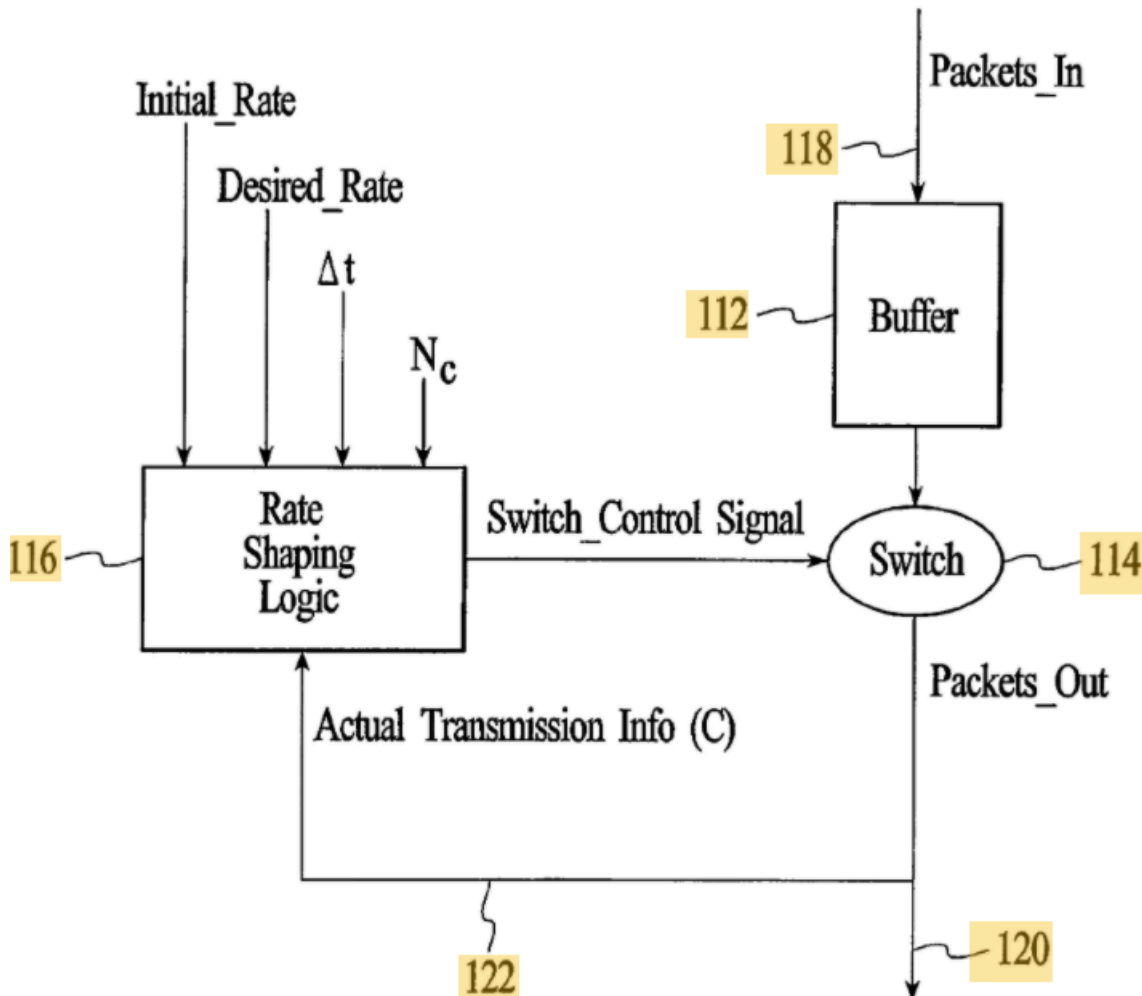 Packets_In
Initial_Rate
118
Desired_Rate
Δt
112
Buffer
N_c
Rate
Shaping
Logic
Switch_Control Signal
116
Switch
114
Packets_Out
Actual Transmission Info (C)
122
120